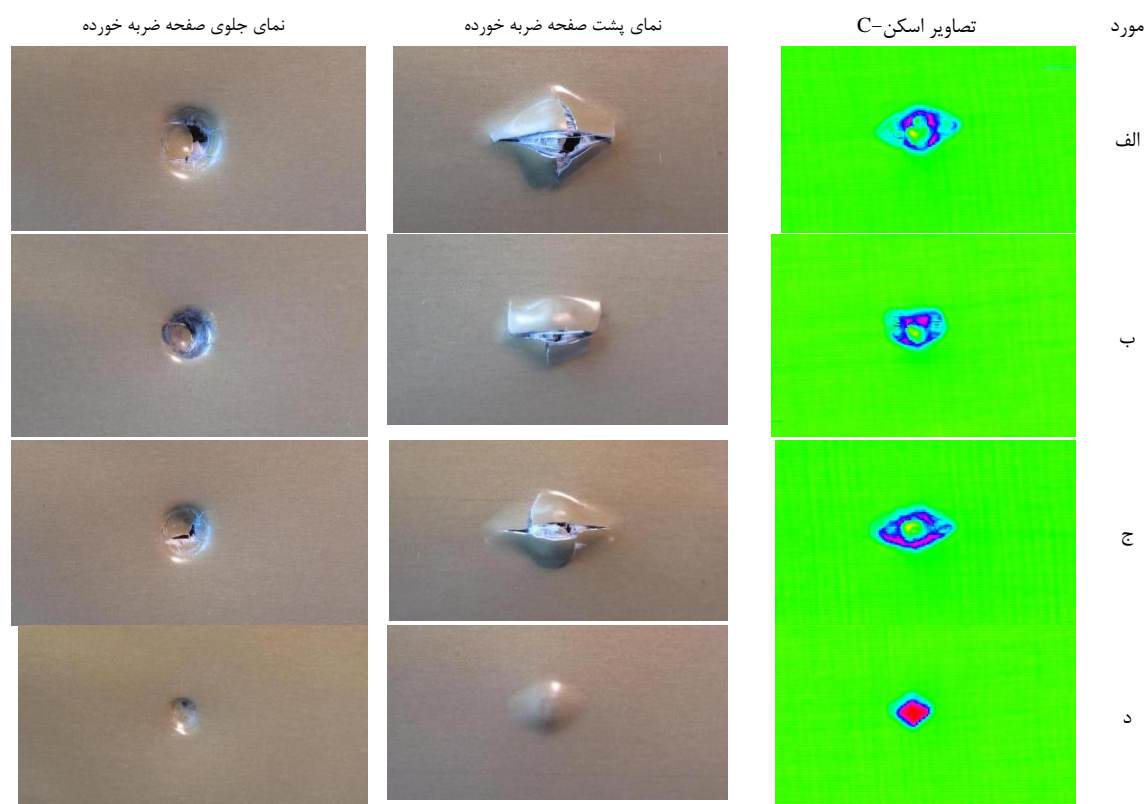 مورد تصاویر اسکن-C نمای پشت صفحه ضربه خورده نمای جلوی صفحه ضربه خورده
الف
ب
ج
د